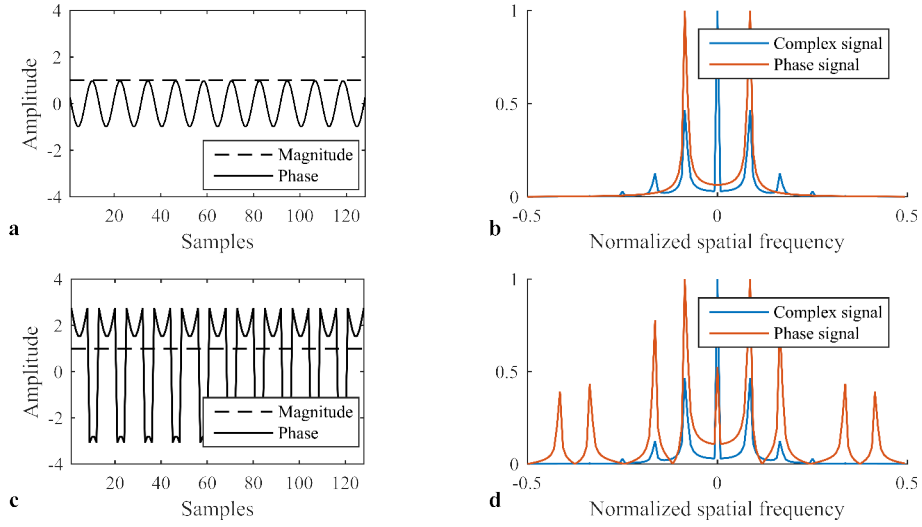 4
2
0
-2
-4
Amplitude
Magnitude
Phase
20 40 60 80 100 120
Samples
a
1
0.5
0
Complex signal
Phase signal
-0.5 0 0.5
Normalized spatial frequency
b
4
2
0
-2
-4
Amplitude
Magnitude
Phase
20 40 60 80 100 120
Samples
c
1
0.5
0
Complex signal
Phase signal
-0.5 0 0.5
Normalized spatial frequency
d